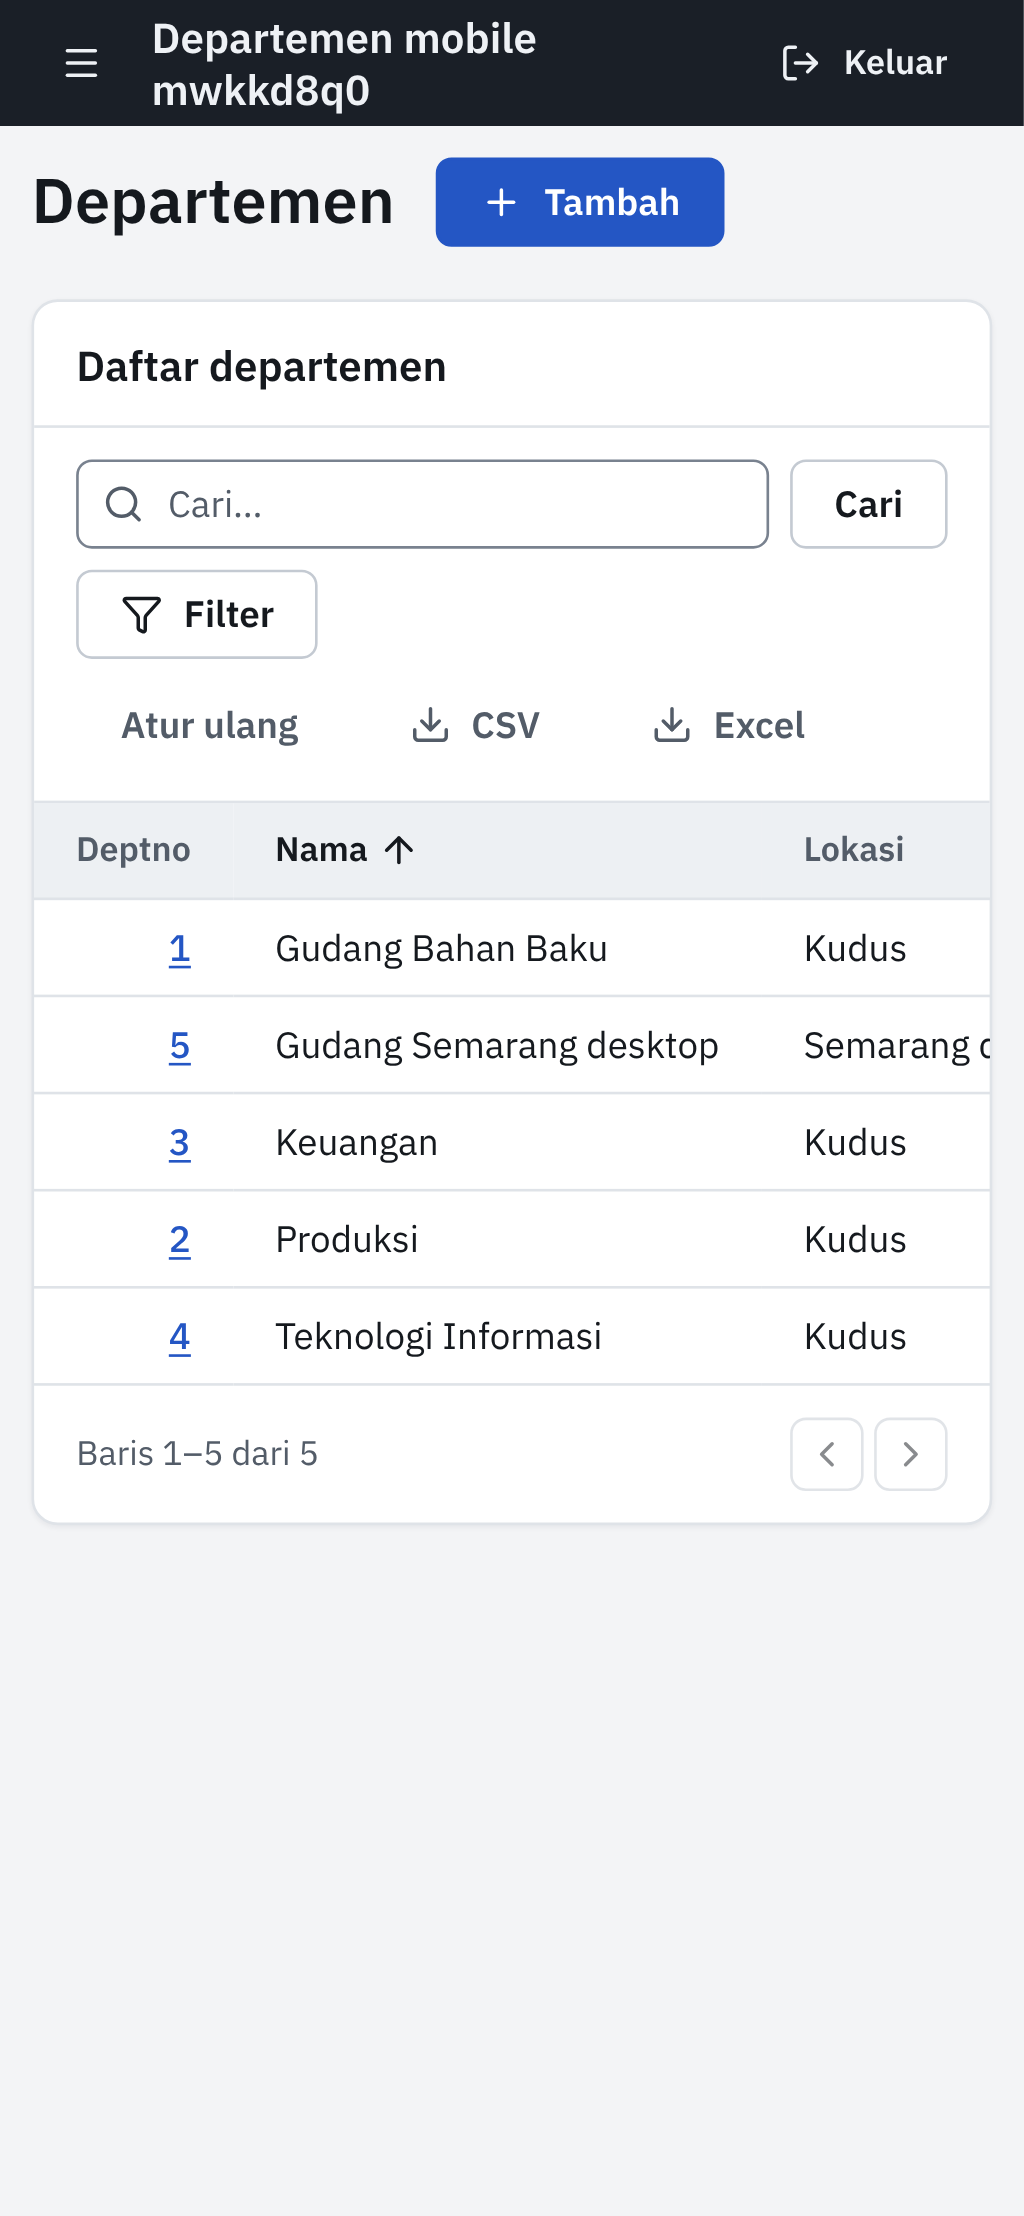 Departemen mobile
mwkkd8q0
Keluar
Departemen
Tambah
Daftar departemen
Cari...
Cari
Filter
Atur ulang CSV Excel
Deptno Nama Lokasi
1 Gudang Bahan Baku Kudus
5 Gudang Semarang desktop Semarang
3 Keuangan Kudus
2 Produksi Kudus
4 Teknologi Informasi Kudus
Baris 1–5 dari 5